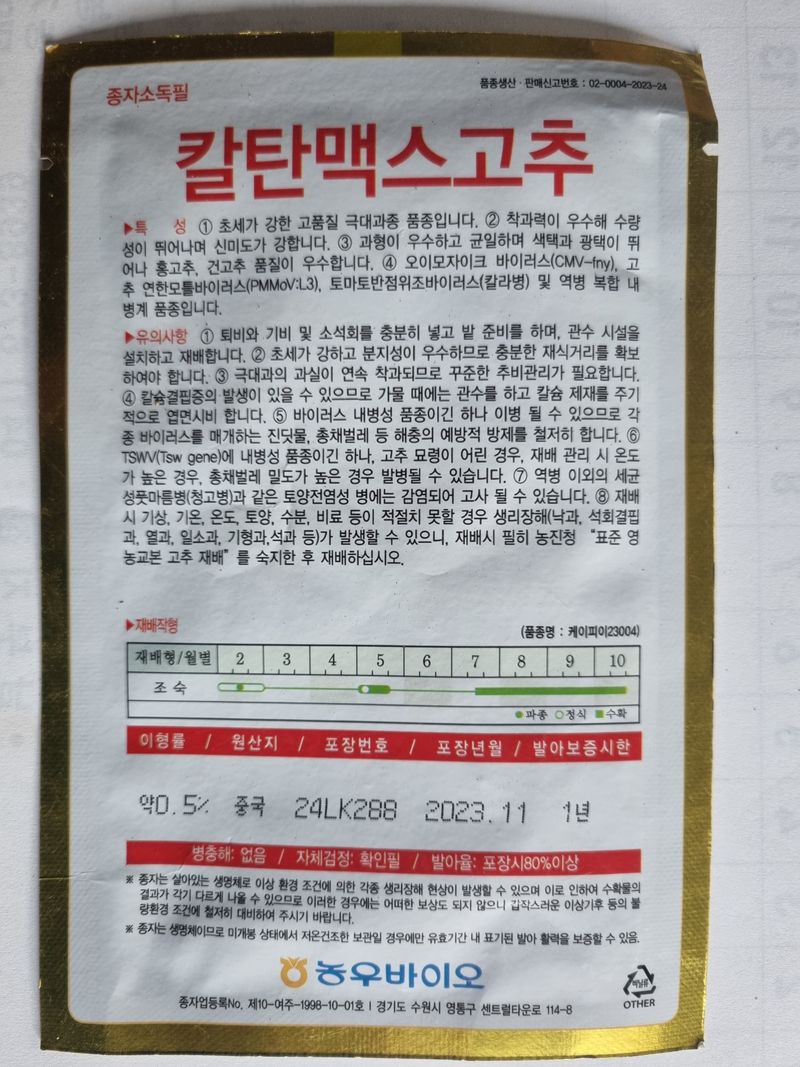 종자소독필
품종생산 · 판매신고번호 : 02-0004-2023-24
칼탄맥스고추
▶특 성 ① 초세가 강한 고품질 극대과종 품종입니다. ② 착과력이 우수해 수량
성이 뛰어나며 신미도가 강합니다. ③ 과형이 우수하고 균일하며 색택과 광택이 뛰
어나 홍고추, 건고추 품질이 우수합니다. ④ 오이모자이크 바이러스(CMV-fny), 고
추 연한모틀바이러스(PMMoV:L3), 토마토반점위조바이러스(칼라병) 및 역병 복합 내
병계 품종입니다.
▶유의사항 ① 퇴비와 기비 및 소석회를 충분히 넣고 밭 준비를 하며, 관수 시설을
설치하고 재배합니다. ② 초세가 강하고 분지성이 우수하므로 충분한 재식거리를 확보
하여야 합니다. ③ 극대과의 과실이 연속 착과되므로 꾸준한 추비관리가 필요합니다.
④ 칼슘결핍증의 발생이 있을 수 있으므로 가물 때에는 관수를 하고 칼슘 제재를 주기
적으로 엽면시비 합니다. ⑤ 바이러스 내병성 품종이긴 하나 이병 될 수 있으므로 각
종 바이러스를 매개하는 진딧물, 총채벌레 등 해충의 예방적 방제를 철저히 합니다. ⑥
TSWV(Tsw gene)에 내병성 품종이긴 하나, 고추 묘령이 어린 경우, 재배 관리 시 온도
가 높은 경우, 총채벌레 밀도가 높은 경우 발병될 수 있습니다. ⑦ 역병 이외의 세균
성풋마름병(청고병)과 같은 토양전염성 병에는 감염되어 고사 될 수 있습니다. ⑧ 재배
시 기상, 기온, 온도, 토양, 수분, 비료 등이 적절치 못할 경우 생리장해(낙과, 석회결핍
과, 열과, 일소과, 기형과,석과 등)가 발생할 수 있으니, 재배시 필히 농진청 “표준 영
농교본 고추 재배”를 숙지한 후 재배하십시오.
▶재배작형
(품종명 : 케이피이23004)
재배형/월별 2 3 4 5 6 7 8 9 10
조 숙
●파종 ○정식 ■수확
이형률 / 원산지 / 포장번호 / 포장년월 / 발아보증시한
약0.5% 중국 24LK288 2023.11 1년
병충해: 없음 / 자체검정: 확인필 / 발아율: 포장시80%이상
※ 종자는 살아있는 생명체로 이상 환경 조건에 의한 각종 생리장해 현상이 발생할 수 있으며 이로 인하여 수확물의
결과가 각기 다르게 나올 수 있으므로 이러한 경우에는 어떠한 보상도 되지 않으니 갑작스러운 이상기후 등의 불
량환경 조건에 철저히 대비하여 주시기 바랍니다.
※ 종자는 생명체이므로 미개봉 상태에서 저온건조한 보관일 경우에만 유효기간 내 표기된 발아 활력을 보증할 수 있음.
농우바이오
비닐류
OTHER
종자업등록No. 제10-여주-1998-10-01호 I 경기도 수원시 영통구 센트럴타운로 114-8